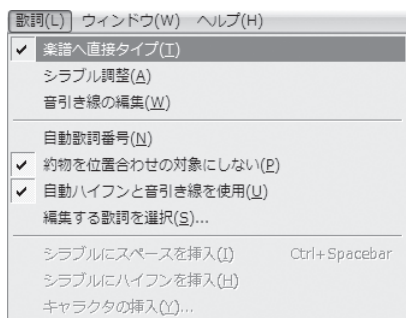 歌詞(L) ウィンドウ(W) ヘルプ(H)
楽譜へ直接タイプ(T)
シラブル調整(A)
音引き線の編集(W)
自動歌詞番号(N)
約物を位置合わせの対象にしない(P)
自動ハイフンと音引き線を使用(U)
編集する歌詞を選択(S)...
シラブルにスペースを挿入(I) Ctrl+Spacebar
シラブルにハイフンを挿入(H)
キャラクタの挿入(Y)...